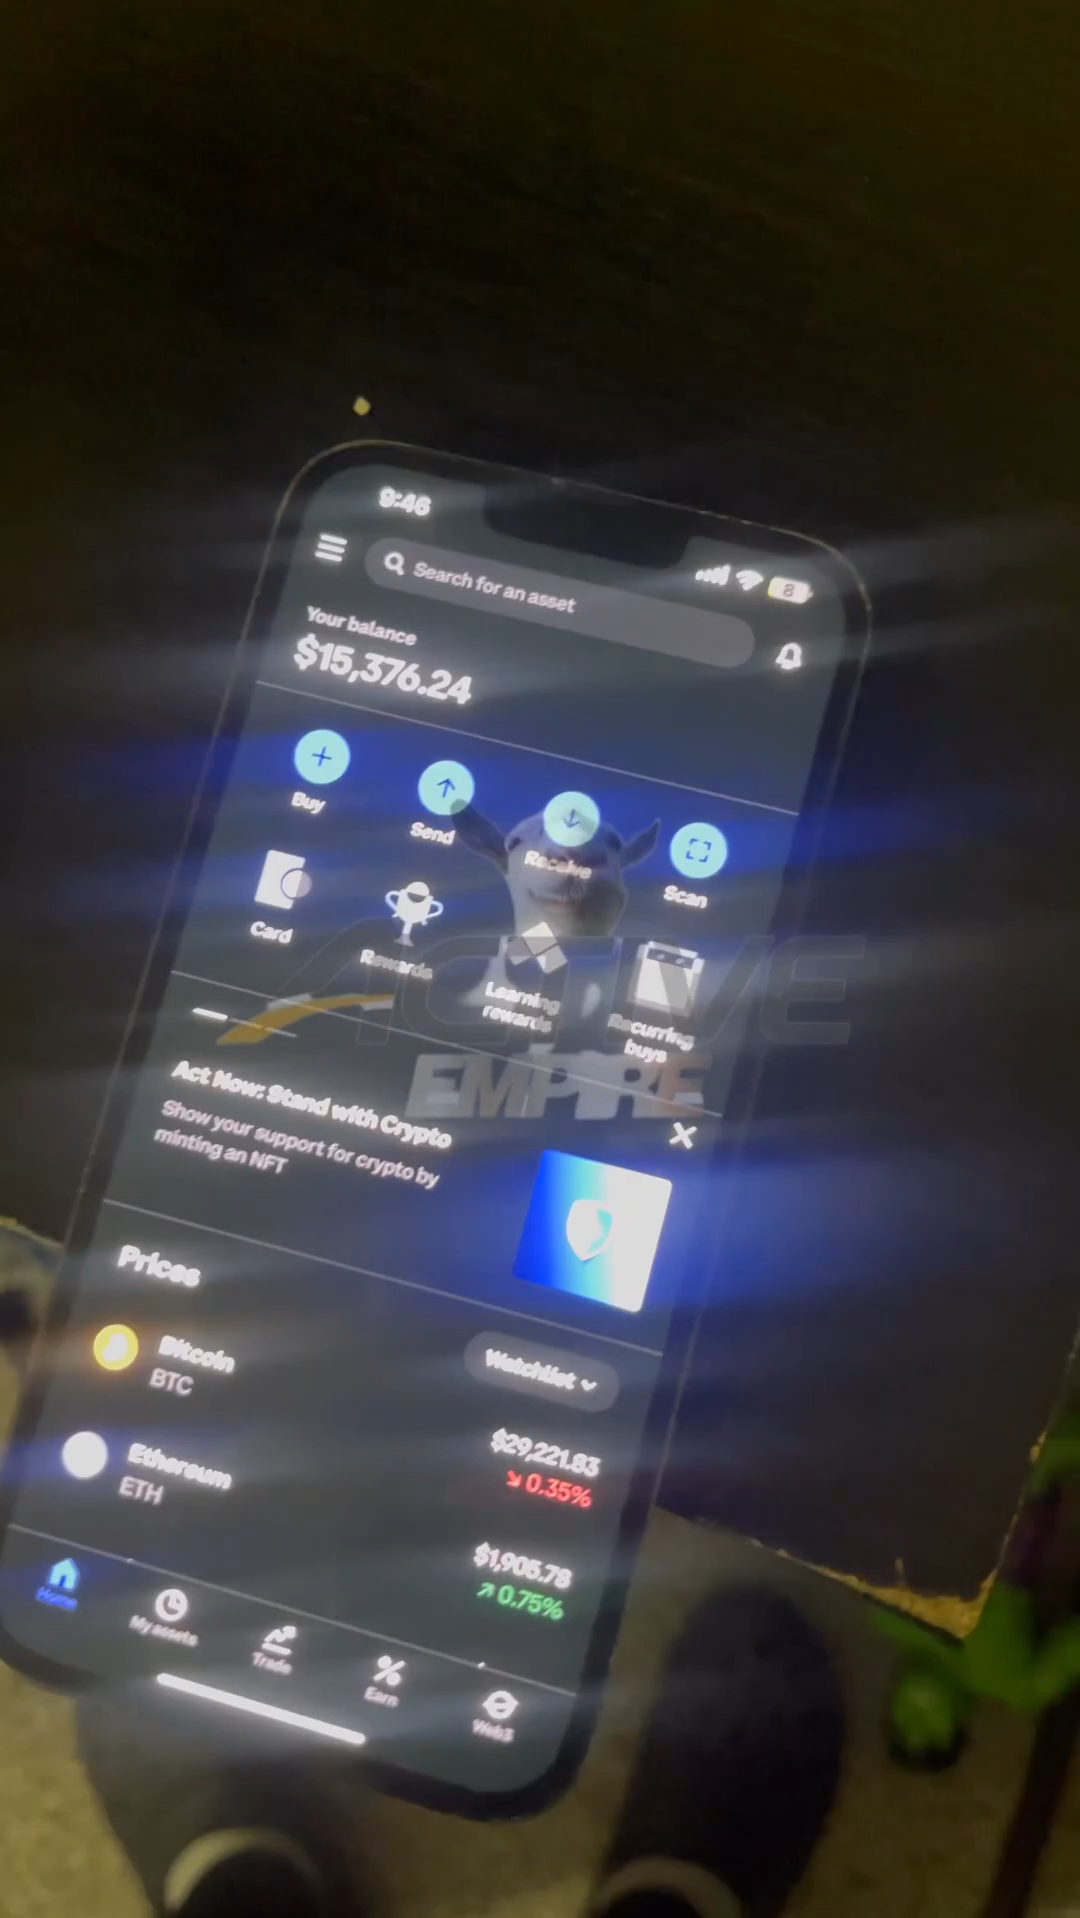 9:46
8
Search for an asset
Your balance
$15,376.24
Buy
Send
Receive
Scan
Card
Rewards
Learning
rewards
Recurring
buys
ACTIVE
EMPIRE
Act Now: Stand with Crypto
Show your support for crypto by
minting an NFT
Prices
Watchlist
Bitcoin
BTC
$29,221.83
0.35%
Ethereum
ETH
$1,905.78
0.75%
Home
My assets
Trade
Earn
Web3